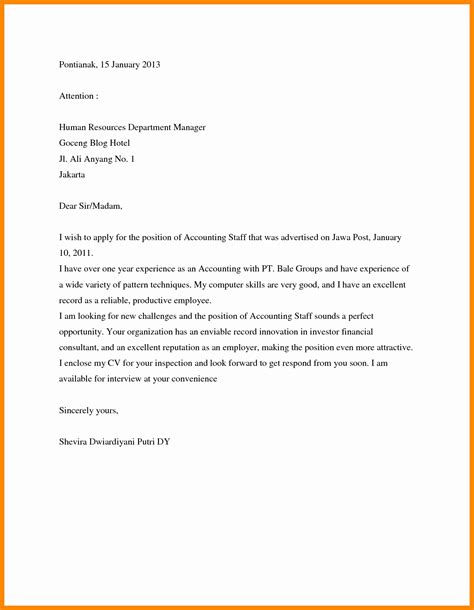 Pontianak, 15 January 2013
Attention :
Human Resources Department Manager
Goceng Blog Hotel
Jl. Ali Anyang No. 1
Jakarta
Dear Sir/Madam,
I wish to apply for the position of Accounting Staff that was advertised on Jawa Post, January
10, 2011.
I have over one year experience as an Accounting with PT. Bale Groups and have experience of
a wide variety of pattern techniques. My computer skills are very good, and I have an excellent
record as a reliable, productive employee.
I am looking for new challenges and the position of Accounting Staff sounds a perfect
opportunity. Your organization has an enviable record innovation in investor financial
consultant, and an excellent reputation as an employer, making the position even more attractive.
I enclose my CV for your inspection and look forward to get respond from you soon. I am
available for interview at your convenience
Sincerely yours,
Shevira Dwiardiyani Putri DY